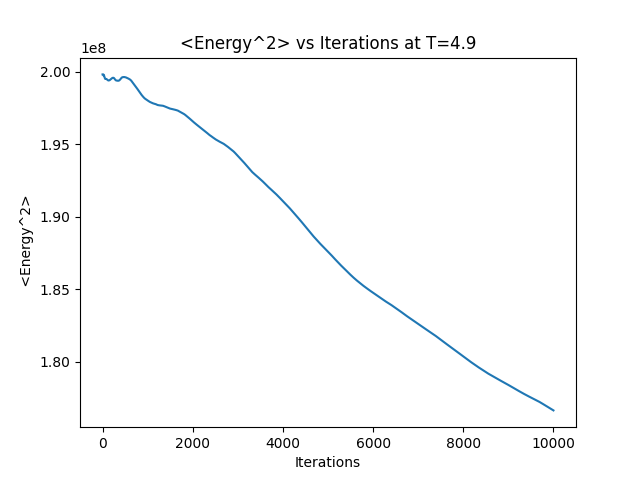 <Energy^2> vs Iterations at T=4.9
1e8
2.00
1.95
1.90
1.85
1.80
<Energy^2>
0 2000 4000 6000 8000 10000
Iterations